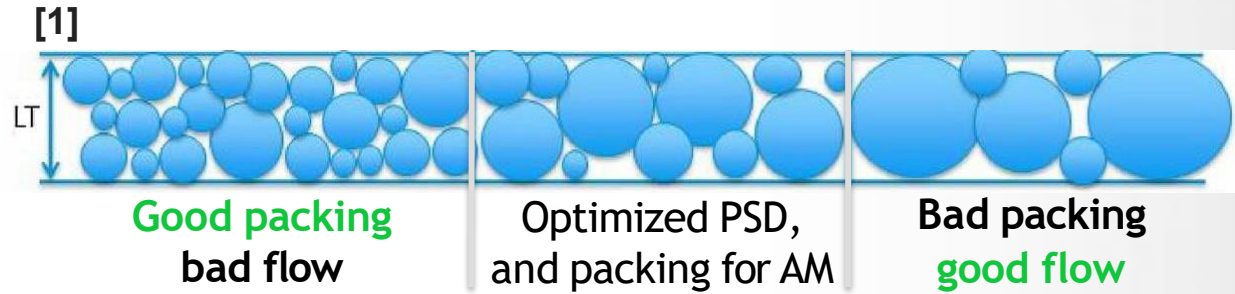 [1]
LT
Good packing
bad flow
Optimized PSD,
and packing for AM
Bad packing
good flow